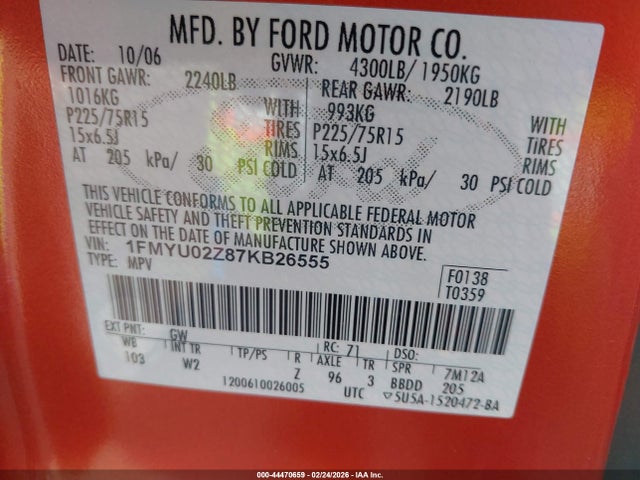 MFD. BY FORD MOTOR CO.
DATE: 10/06 GVWR: 4300LB/ 1950KG
FRONT GAWR: 2240LB REAR GAWR: 2190LB
1016KG WITH 993KG WITH
P225/75R15 TIRES P225/75R15 TIRES
15x6.5J RIMS 15x6.5J RIMS
AT 205 kPa/ 30 PSI COLD AT 205 kPa/ 30 PSI COLD
THIS VEHICLE CONFORMS TO ALL APPLICABLE FEDERAL MOTOR
VEHICLE SAFETY AND THEFT PREVENTION STANDARDS IN
EFFECT ON THE DATE OF MANUFACTURE SHOWN ABOVE.
VIN: 1FMYU02Z87KB26555
TYPE: MPV
F0138
T0359
EXT PNT: GW RC: 71 DSO:
WB INT TR TP/PS R AXLE TR SPR 7M12A
103 W2 Z 96 3 BBDD 205
1200610026005 UTC ▽5U5A-1520472-BA
Ford
000-44470659 - 02/24/2026 - IAA Inc.